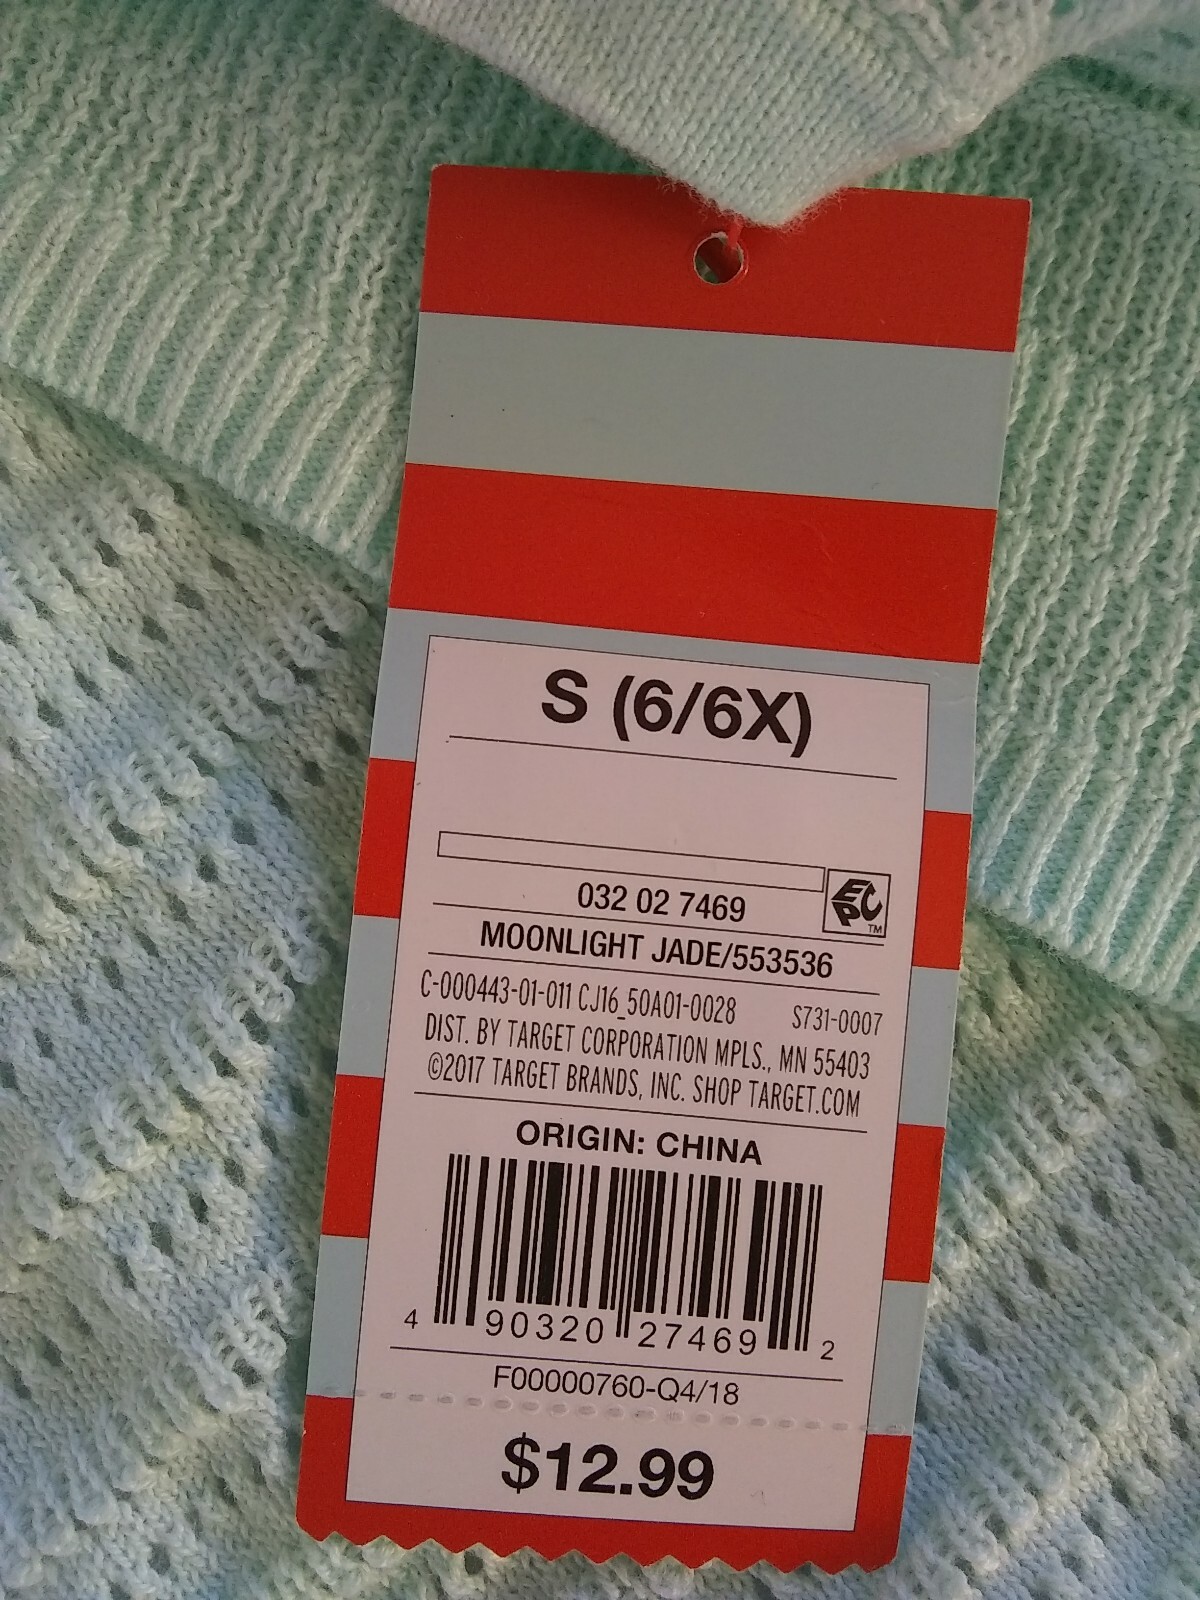 S (6/6X)
032 02 7469
EPC TM
MOONLIGHT JADE/553536
C-000443-01-011 CJ16_50A01-0028 S731-0007
DIST. BY TARGET CORPORATION MPLS., MN 55403
©2017 TARGET BRANDS, INC. SHOP TARGET.COM
ORIGIN: CHINA
4 90320 27469 2
F00000760-Q4/18
$12.99